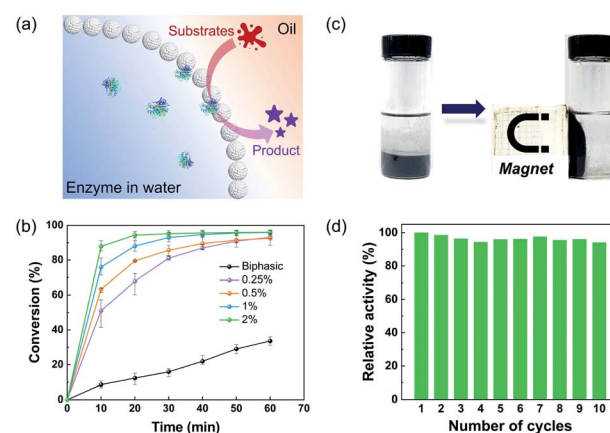 (a)
Substrates
Oil
Product
Enzyme in water
(b)
Conversion (%)
100
80
60
40
20
0
Biphasic
0.25%
0.5%
1%
2%
0 10 20 30 40 50 60 70
Time (min)
(c)
Magnet
(d)
Relative activity (%)
100
80
60
40
20
0
1 2 3 4 5 6 7 8 9 10
Number of cycles